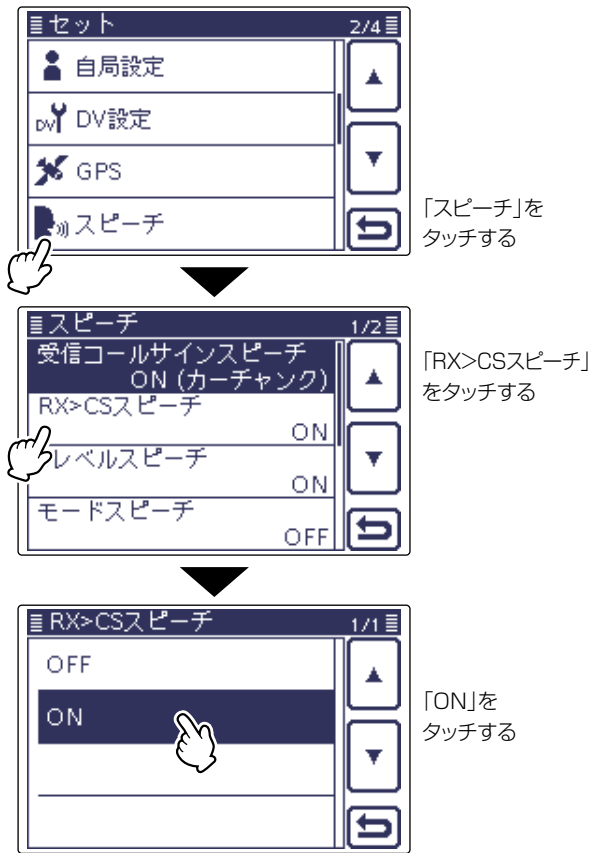 セット 2/4
自局設定
DV DV設定
GPS
スピーチ
「スピーチ」を
タッチする
スピーチ 1/2
受信コールサインスピーチ
ON (カーチャンク)
RX>CSスピーチ
ON
レベルスピーチ
ON
モードスピーチ
OFF
「RX>CSスピーチ」
をタッチする
RX>CSスピーチ 1/1
OFF
ON
「ON」を
タッチする